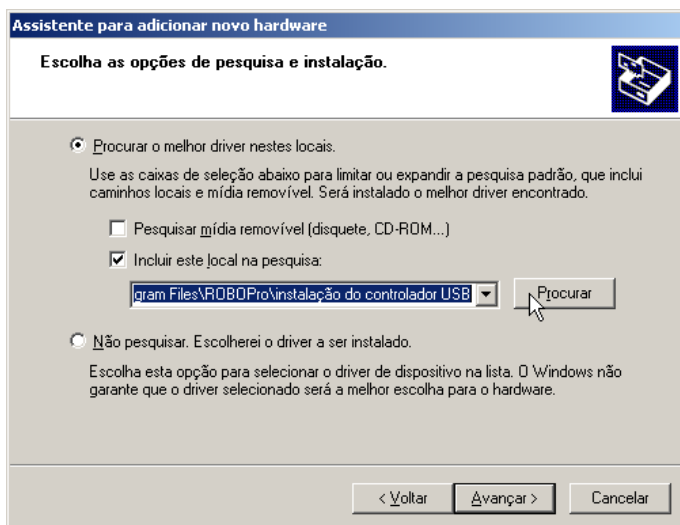 Assistente para adicionar novo hardware
Escolha as opções de pesquisa e instalação.
Procurar o melhor driver nestes locais.
Use as caixas de seleção abaixo para limitar ou expandir a pesquisa padrão, que inclui
caminhos locais e mídia removível. Será instalado o melhor driver encontrado.
Pesquisar mídia removível (disquete, CD-ROM...)
Incluir este local na pesquisa:
gram Files\ROBOPro\instalação do controlador USB
Procurar
Não pesquisar. Escolherei o driver a ser instalado.
Escolha esta opção para selecionar o driver de dispositivo na lista. O Windows não
garante que o driver selecionado será a melhor escolha para o hardware.
< Voltar
Avançar >
Cancelar